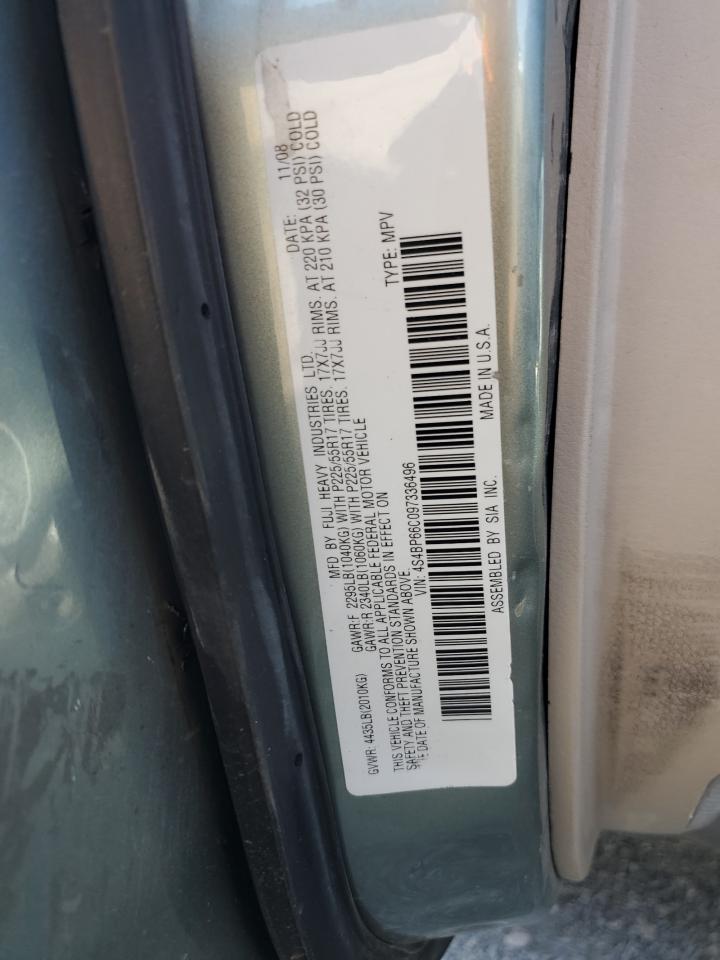 MFD BY FUJI HEAVY INDUSTRIES LTD. DATE: 11/08
GAWR:F 2295LB(1040KG) WITH P225/55R17 TIRES. 17X7JJ RIMS. AT 220 KPA (32 PSI) COLD
GVWR: 4435LB(2010KG) GAWR:R 2340LB(1060KG) WITH P225/55R17 TIRES. 17X7JJ RIMS. AT 210 KPA (30 PSI) COLD
THIS VEHICLE CONFORMS TO ALL APPLICABLE FEDERAL MOTOR VEHICLE
SAFETY AND THEFT PREVENTION STANDARDS IN EFFECT ON
DATE OF MANUFACTURE SHOWN ABOVE.
VIN: 4S4BP66C097336496 TYPE: MPV
ASSEMBLED BY SIA INC. MADE IN U.S.A.